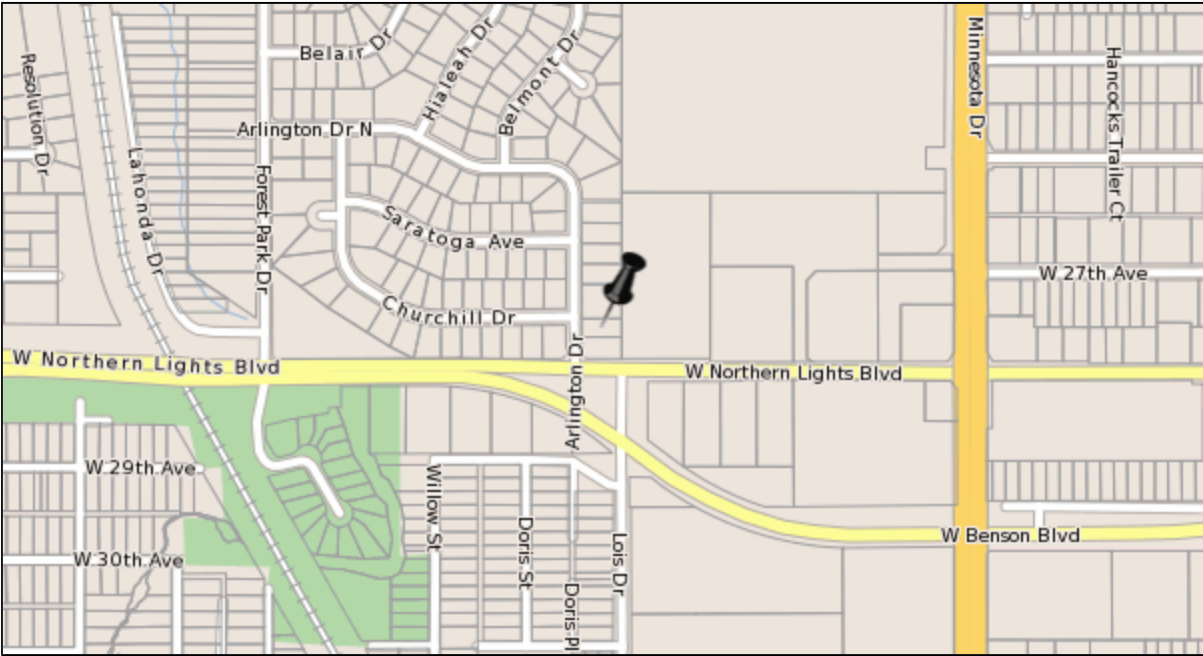 Belair Dr
Hialeah Dr
Belmont Dr
Minnesota Dr
Hancocks Trailer Ct
Resolution Dr
Arlington Dr N
Lahonda Dr
Forest Park Dr
Saratoga Ave
W 27th Ave
Churchill Dr
W Northern Lights Blvd
Arlington Dr
W Northern Lights Blvd
W 29th Ave
Willow St
Doris St
Lois Dr
W Benson Blvd
W 30th Ave
Doris Pl